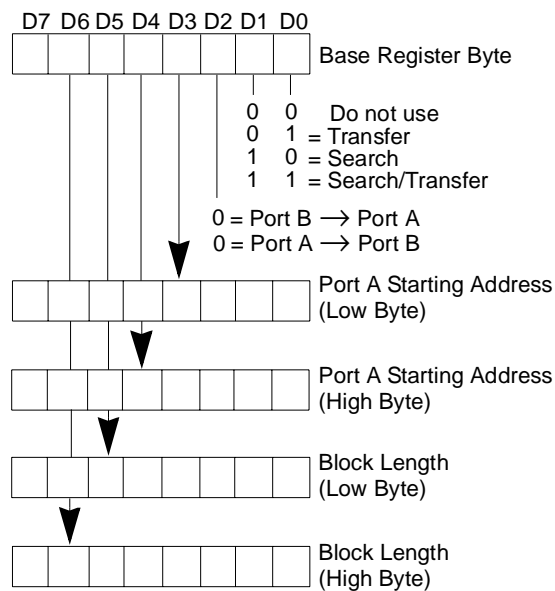 D7 D6 D5 D4 D3 D2 D1 D0
Base Register Byte
0 0 Do not use
0 1 = Transfer
1 0 = Search
1 1 = Search/Transfer
0 = Port B → Port A
0 = Port A → Port B
Port A Starting Address
(Low Byte)
Port A Starting Address
(High Byte)
Block Length
(Low Byte)
Block Length
(High Byte)